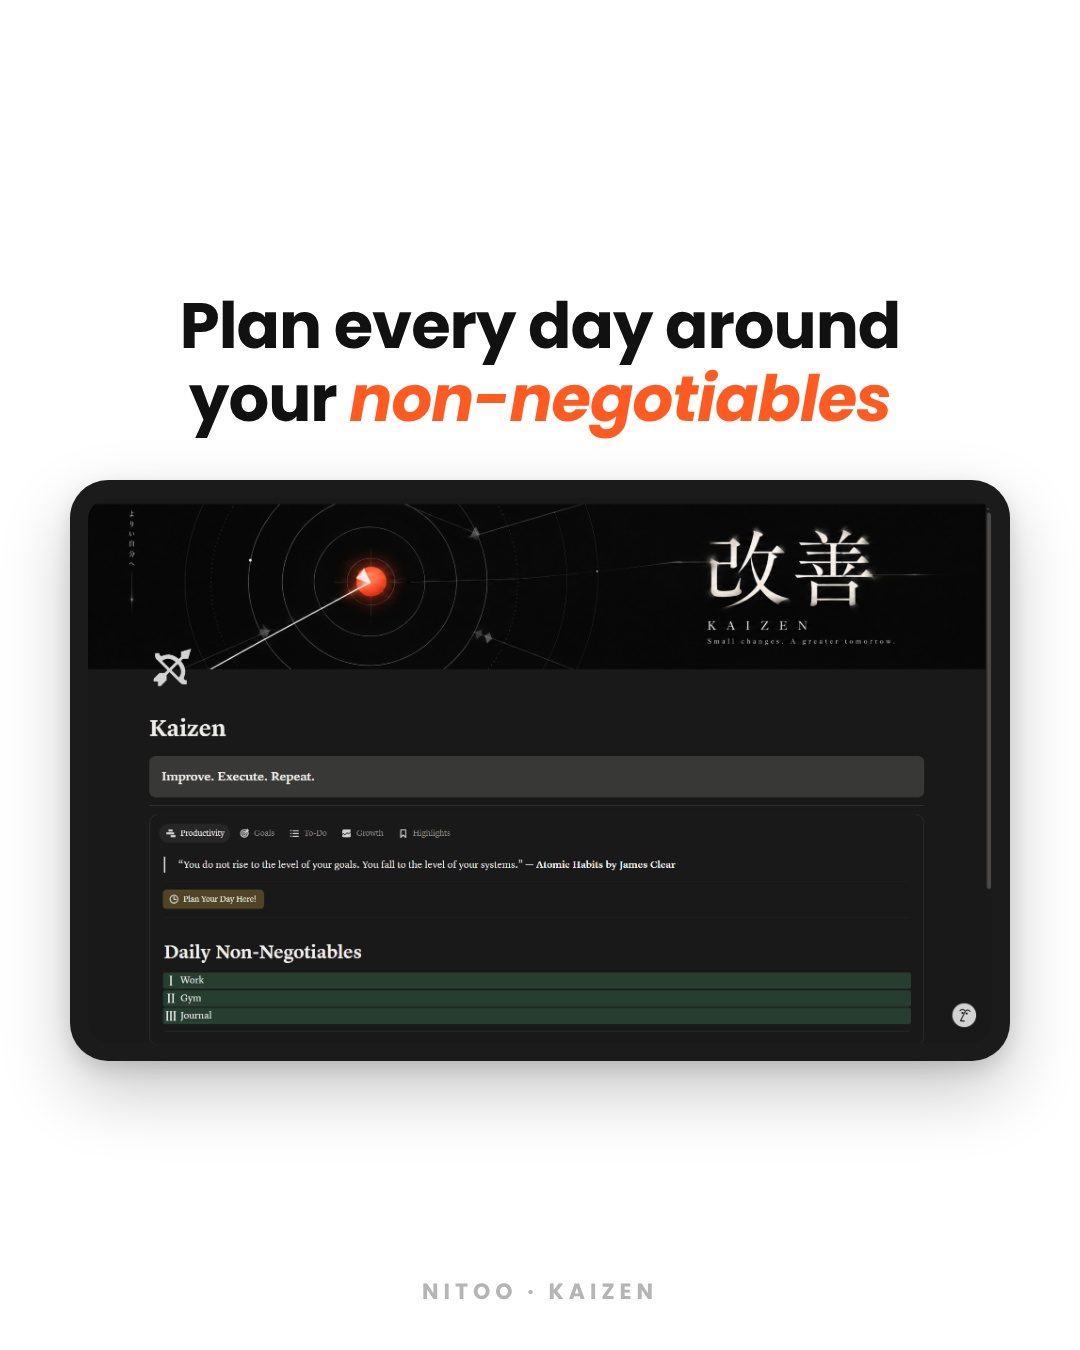 Plan every day around
your non-negotiables
改善
KAIZEN
Small changes. A greater tomorrow.
Kaizen
Improve. Execute. Repeat.
Productivity Goals To-Do Growth Highlights
“You do not rise to the level of your goals. You fall to the level of your systems.” — Atomic Habits by James Clear
Plan Your Day Here!
Daily Non-Negotiables
I Work
II Gym
III Journal
NITOO · KAIZEN